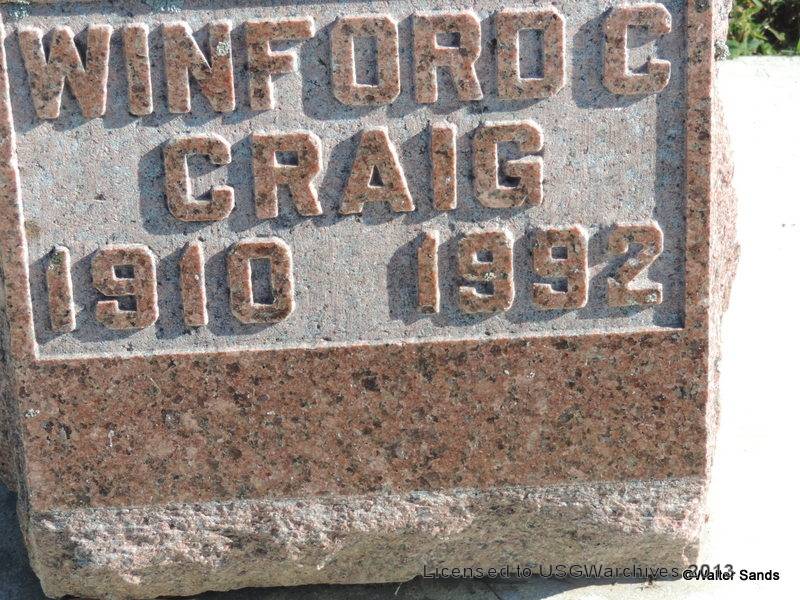 WINFORD C
CRAIG
1910 1992
Licensed to USGWarchives 2013
©Walter Sands